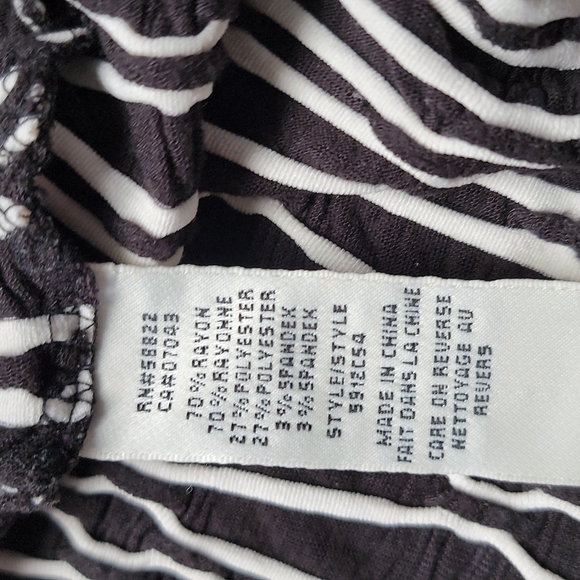 RN#56822
CA#07043
70%RAYON
70%RAYONNE
27%POLYESTER
27%POLYESTER
3%SPANDEX
3%SPANDEX
STYLE/STYLE
591EC54
MADE IN CHINA
FAIT DANS LA CHINE
CARE ON REVERSE
NETTOYAGE AU
REVERS